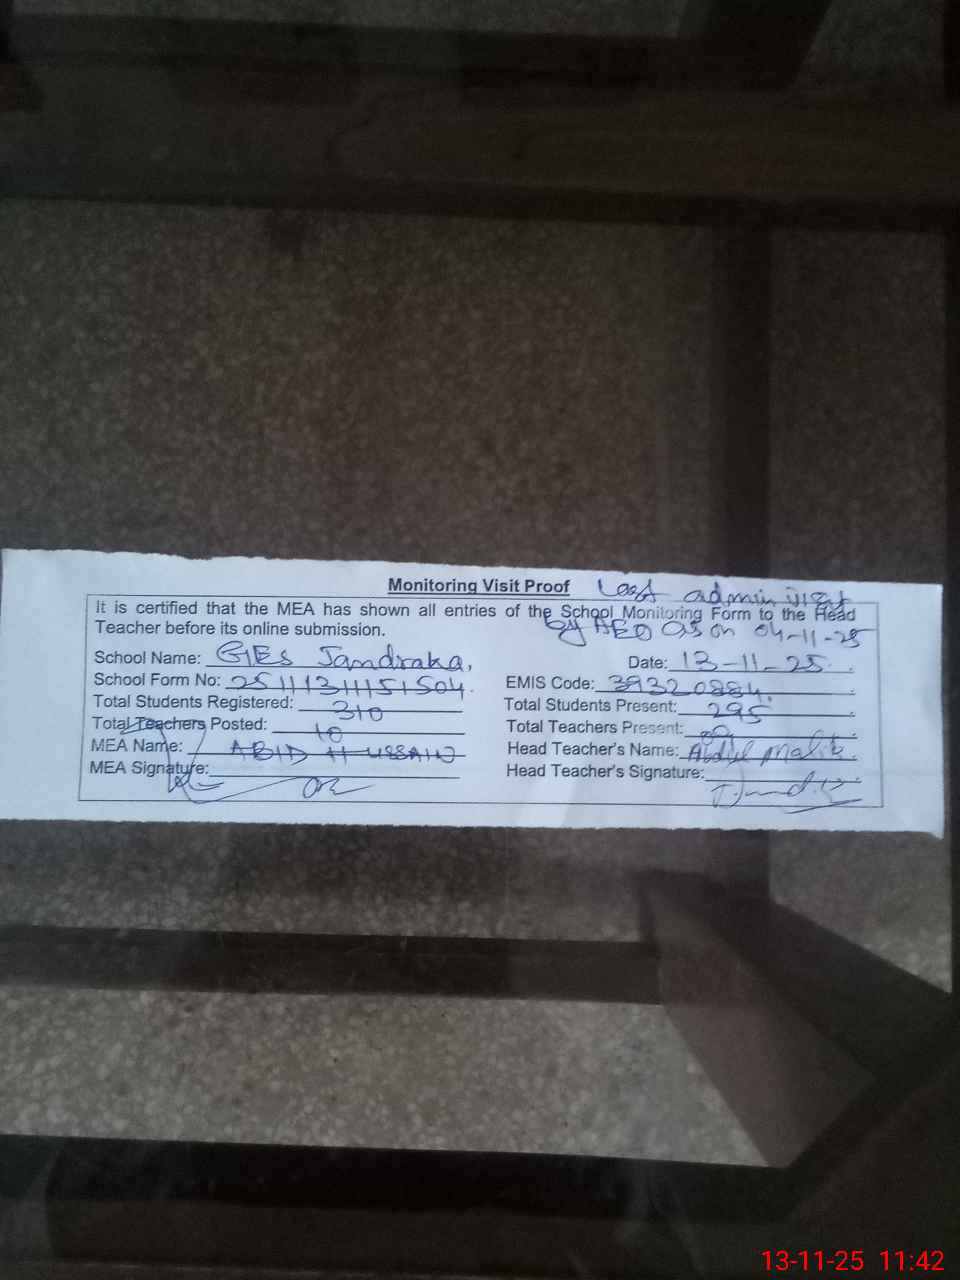 Monitoring Visit Proof Last admin visit
It is certified that the MEA has shown all entries of the School Monitoring Form to the Head
by AEO as on 04-11-25
Teacher before its online submission.
School Name: GES Jandraka,
Date: 13-11-25
School Form No: 25111311151504
EMIS Code: 39320884
Total Students Registered: 310
Total Students Present: 295
Total Teachers Posted: 10
Total Teachers Present:
MEA Name: ABID HUSSAIN
Head Teacher's Name: Abdul Malik
MEA Signature:
Head Teacher's Signature:
13-11-25 11:42